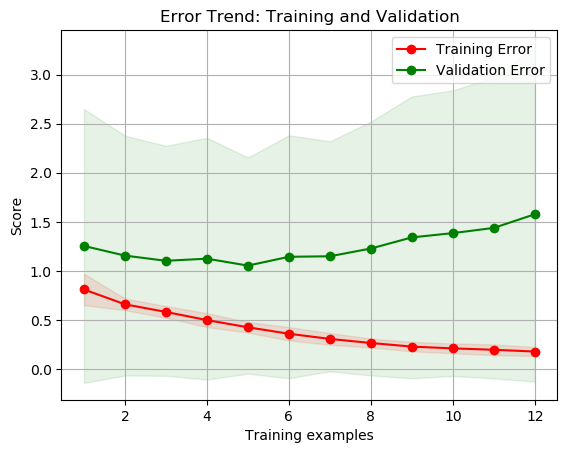 Error Trend: Training and Validation
Training Error
Validation Error
3.0
2.5
2.0
1.5
1.0
0.5
0.0
Score
2 4 6 8 10 12
Training examples